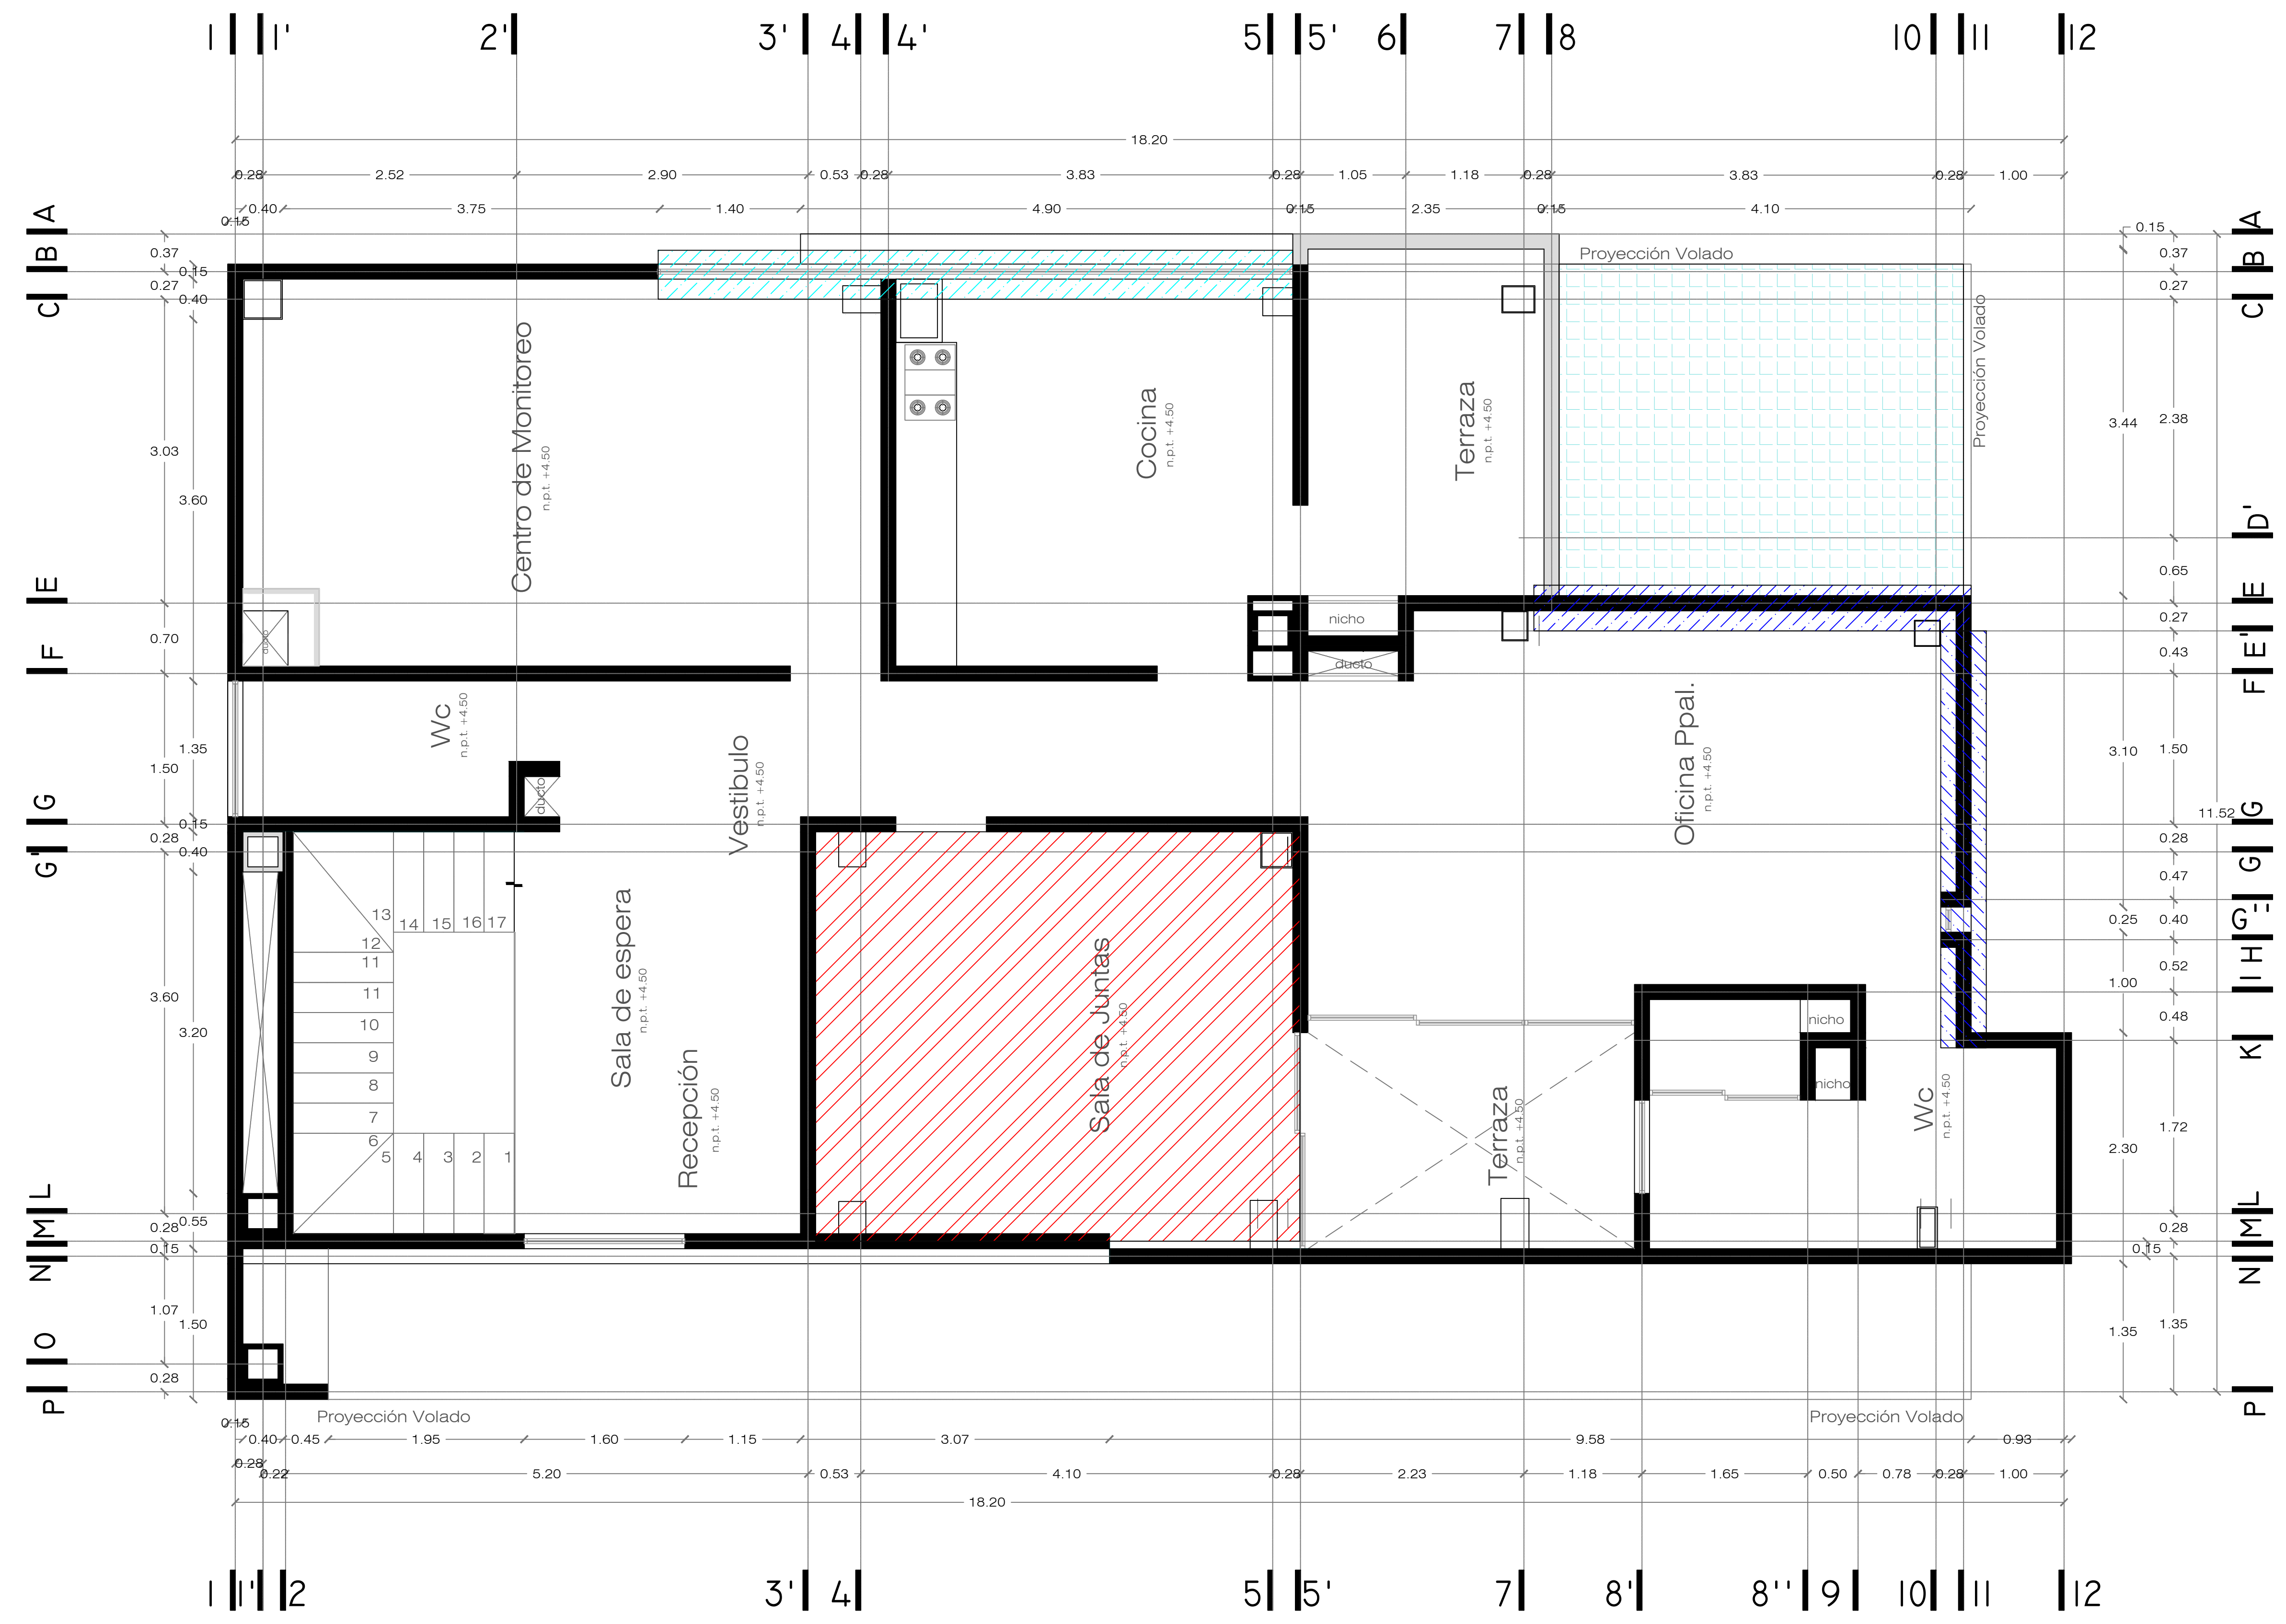 1 1' 2' 3' 4 4' 5 5' 6 7 8 10 11 12
18.20
0.28 2.52 2.90 0.53 0.28 3.83 0.28 1.05 1.18 0.28 3.83 0.28 1.00
0.40 3.75 1.40 4.90 0.15 2.35 0.15 4.10
0.15
A
B
C
E
F
G
G'
L
M
N
O
P
0.37
0.27
3.03
0.70
1.50
0.28
3.60
0.28
0.15
1.07
0.28
0.15
0.40
3.60
1.35
0.15
0.40
3.20
0.55
1.50
Proyección Volado
Proyección Volado
Centro de Monitoreo
n.p.t. +4.50
Cocina
n.p.t. +4.50
Terraza
n.p.t. +4.50
ducto
nicho
ducto
Wc
n.p.t. +4.50
ducto
Vestibulo
n.p.t. +4.50
Oficina Ppal.
n.p.t. +4.50
13 14 15 16 17
12
11
11
10
9
8
7
6
5 4 3 2 1
Sala de espera
n.p.t. +4.50
Recepción
n.p.t. +4.50
Sala de Juntas
n.p.t. +4.50
Terraza
n.p.t. +4.50
nicho
nicho
Wc
n.p.t. +4.50
0.15
3.44
3.10
0.25
1.00
2.30
0.15
1.35
0.37
0.27
2.38
0.65
0.27
0.43
1.50
0.28
0.47
0.40
0.52
0.48
1.72
0.28
1.35
11.52
A
B
C
D'
E
E'
F
G
G'
G''
H
I
K
L
M
N
P
Proyección Volado
Proyección Volado
0.15
0.40 0.45 1.95 1.60 1.15 3.07 9.58 0.93
0.28
0.22 5.20 0.53 4.10 0.28 2.23 1.18 1.65 0.50 0.78 0.28 1.00
18.20
1 1' 2 3' 4 5 5' 7 8' 8'' 9 10 11 12